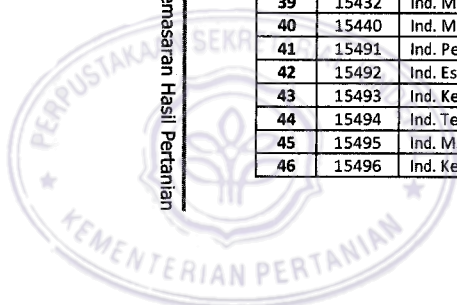 emasaran Hasil Pertanian
39 15432 Ind. M
40 15440 Ind. M
41 15491 Ind. Pe
42 15492 Ind. Es
43 15493 Ind. Ke
44 15494 Ind. Te
45 15495 Ind. M
46 15496 Ind. Ke
PERPUSTAKAAN SEKRE
KEMENTERIAN PERTANIAN